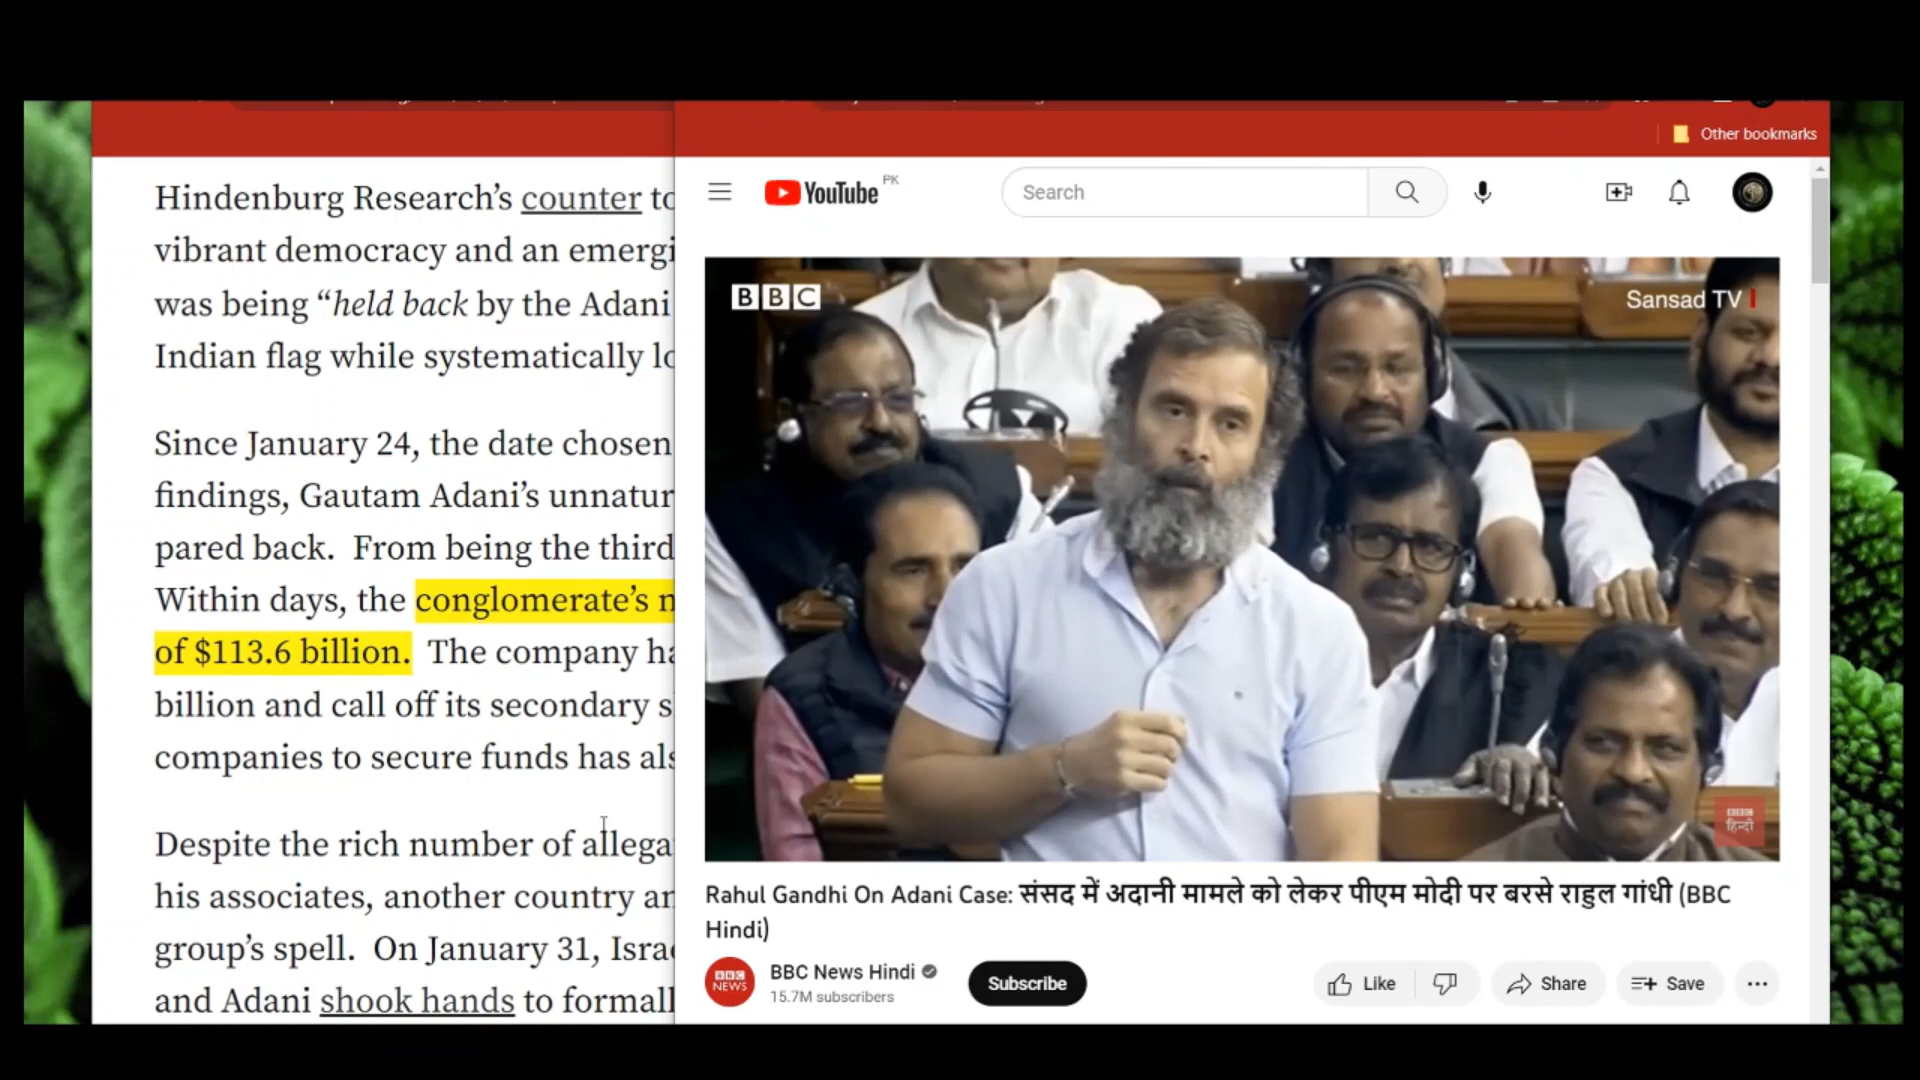 Hindenburg Research's counter to
vibrant democracy and an emergi
was being "held back by the Adani
Indian flag while systematically lo
Since January 24, the date chosen
findings, Gautam Adani's unnatur
pared back. From being the third
Within days, the conglomerate's n
of $113.6 billion. The company ha
billion and call off its secondary s
companies to secure funds has als
Despite the rich number of allega
his associates, another country an
group's spell. On January 31, Israe
and Adani shook hands to formall
Other bookmarks
YouTube PK
Search
BBC
Sansad TV
BBC
हिन्दी
Rahul Gandhi On Adani Case: संसद में अदानी मामले को लेकर पीएम मोदी पर बरसे राहुल गांधी (BBC
Hindi)
BBC
NEWS
BBC News Hindi
15.7M subscribers
Subscribe
Like
Share
Save